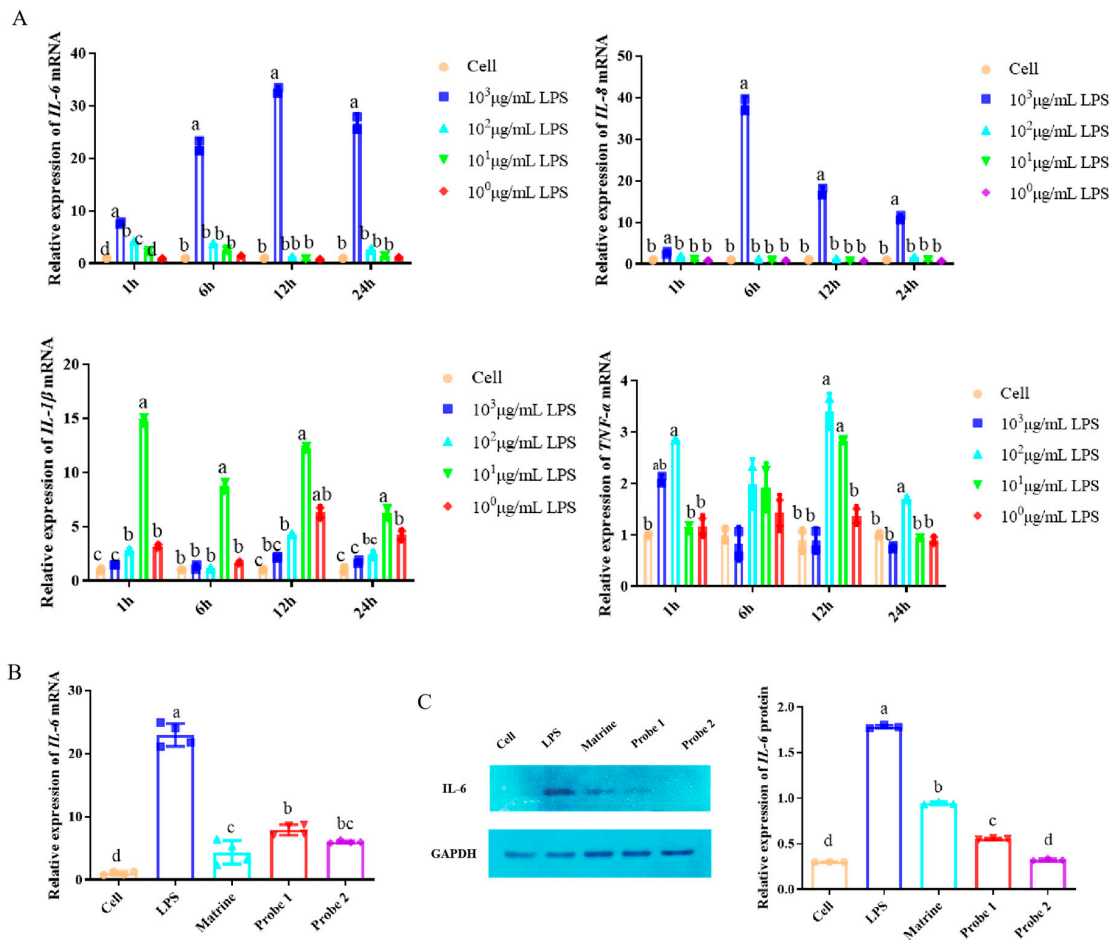 A
Relative expression of IL-6 mRNA
40
30
20
10
0
a a a a
d b c d
b b b b
b bb b
b b b b
1h 6h 12h 24h
Cell
10³μg/mL LPS
10²μg/mL LPS
10¹μg/mL LPS
10⁰μg/mL LPS
Relative expression of IL-8 mRNA
50
40
30
20
10
0
a a a a
b b b b
b b b b
b b b b
b b b b
1h 6h 12h 24h
Cell
10³μg/mL LPS
10²μg/mL LPS
10¹μg/mL LPS
10⁰μg/mL LPS
Relative expression of IL-1β mRNA
20
15
10
5
0
c c b a b
b b b a b
c bc b a ab
c c bc a b
1h 6h 12h 24h
Cell
10³μg/mL LPS
10²μg/mL LPS
10¹μg/mL LPS
10⁰μg/mL LPS
Relative expression of TNF-α mRNA
4
3
2
1
0
b ab a b b
b b a a b
b b a b b
1h 6h 12h 24h
Cell
10³μg/mL LPS
10²μg/mL LPS
10¹μg/mL LPS
10⁰μg/mL LPS
B
Relative expression of IL-6 mRNA
30
20
10
0
d a c b bc
Cell LPS Matrine Probe 1 Probe 2
C
Cell LPS Matrine Probe 1 Probe 2
IL-6
GAPDH
Relative expression of IL-6 protein
2.0
1.5
1.0
0.5
0.0
d a b c d
Cell LPS Matrine Probe 1 Probe 2